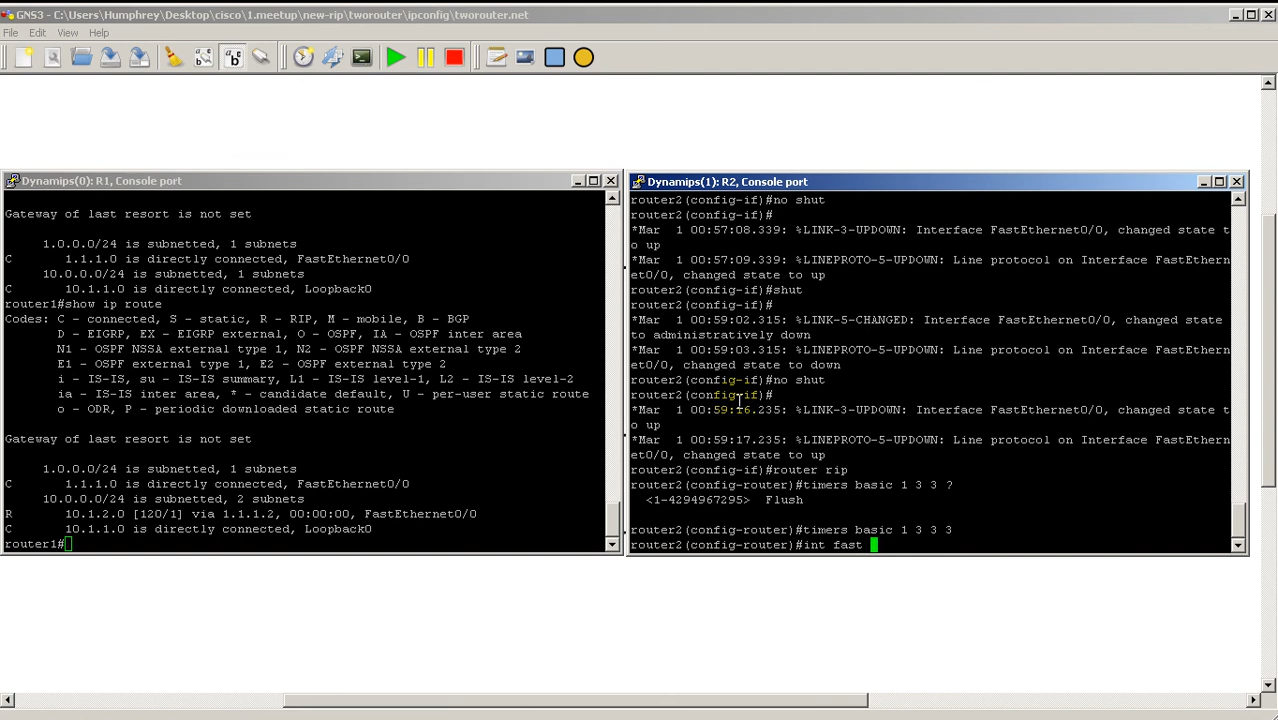 GNS3 - C:\Users\Humphrey\Desktop\cisco\1.meetup\new-rip\tworouter\ipconfig\tworouter.net
File Edit View Help
Dynamips(0): R1, Console port
Gateway of last resort is not set
1.0.0.0/24 is subnetted, 1 subnets
C 1.1.1.0 is directly connected, FastEthernet0/0
10.0.0.0/24 is subnetted, 1 subnets
C 10.1.1.0 is directly connected, Loopback0
router1#show ip route
Codes: C - connected, S - static, R - RIP, M - mobile, B - BGP
D - EIGRP, EX - EIGRP external, O - OSPF, IA - OSPF inter area
N1 - OSPF NSSA external type 1, N2 - OSPF NSSA external type 2
E1 - OSPF external type 1, E2 - OSPF external type 2
i - IS-IS, su - IS-IS summary, L1 - IS-IS level-1, L2 - IS-IS level-2
ia - IS-IS inter area, * - candidate default, U - per-user static route
o - ODR, P - periodic downloaded static route
Gateway of last resort is not set
1.0.0.0/24 is subnetted, 1 subnets
C 1.1.1.0 is directly connected, FastEthernet0/0
10.0.0.0/24 is subnetted, 2 subnets
R 10.1.2.0 [120/1] via 1.1.1.2, 00:00:00, FastEthernet0/0
C 10.1.1.0 is directly connected, Loopback0
router1#
Dynamips(1): R2, Console port
router2(config-if)#no shut
router2(config-if)#
*Mar 1 00:57:08.339: %LINK-3-UPDOWN: Interface FastEthernet0/0, changed state t
o up
*Mar 1 00:57:09.339: %LINEPROTO-5-UPDOWN: Line protocol on Interface FastEthern
et0/0, changed state to up
router2(config-if)#shut
router2(config-if)#
*Mar 1 00:59:02.315: %LINK-5-CHANGED: Interface FastEthernet0/0, changed state
to administratively down
*Mar 1 00:59:03.315: %LINEPROTO-5-UPDOWN: Line protocol on Interface FastEthern
et0/0, changed state to down
router2(config-if)#no shut
router2(config-if)#
*Mar 1 00:59:16.235: %LINK-3-UPDOWN: Interface FastEthernet0/0, changed state t
o up
*Mar 1 00:59:17.235: %LINEPROTO-5-UPDOWN: Line protocol on Interface FastEthern
et0/0, changed state to up
router2(config-if)#router rip
router2(config-router)#timers basic 1 3 3 ?
<1-4294967295> Flush
router2(config-router)#timers basic 1 3 3 3
router2(config-router)#int fast